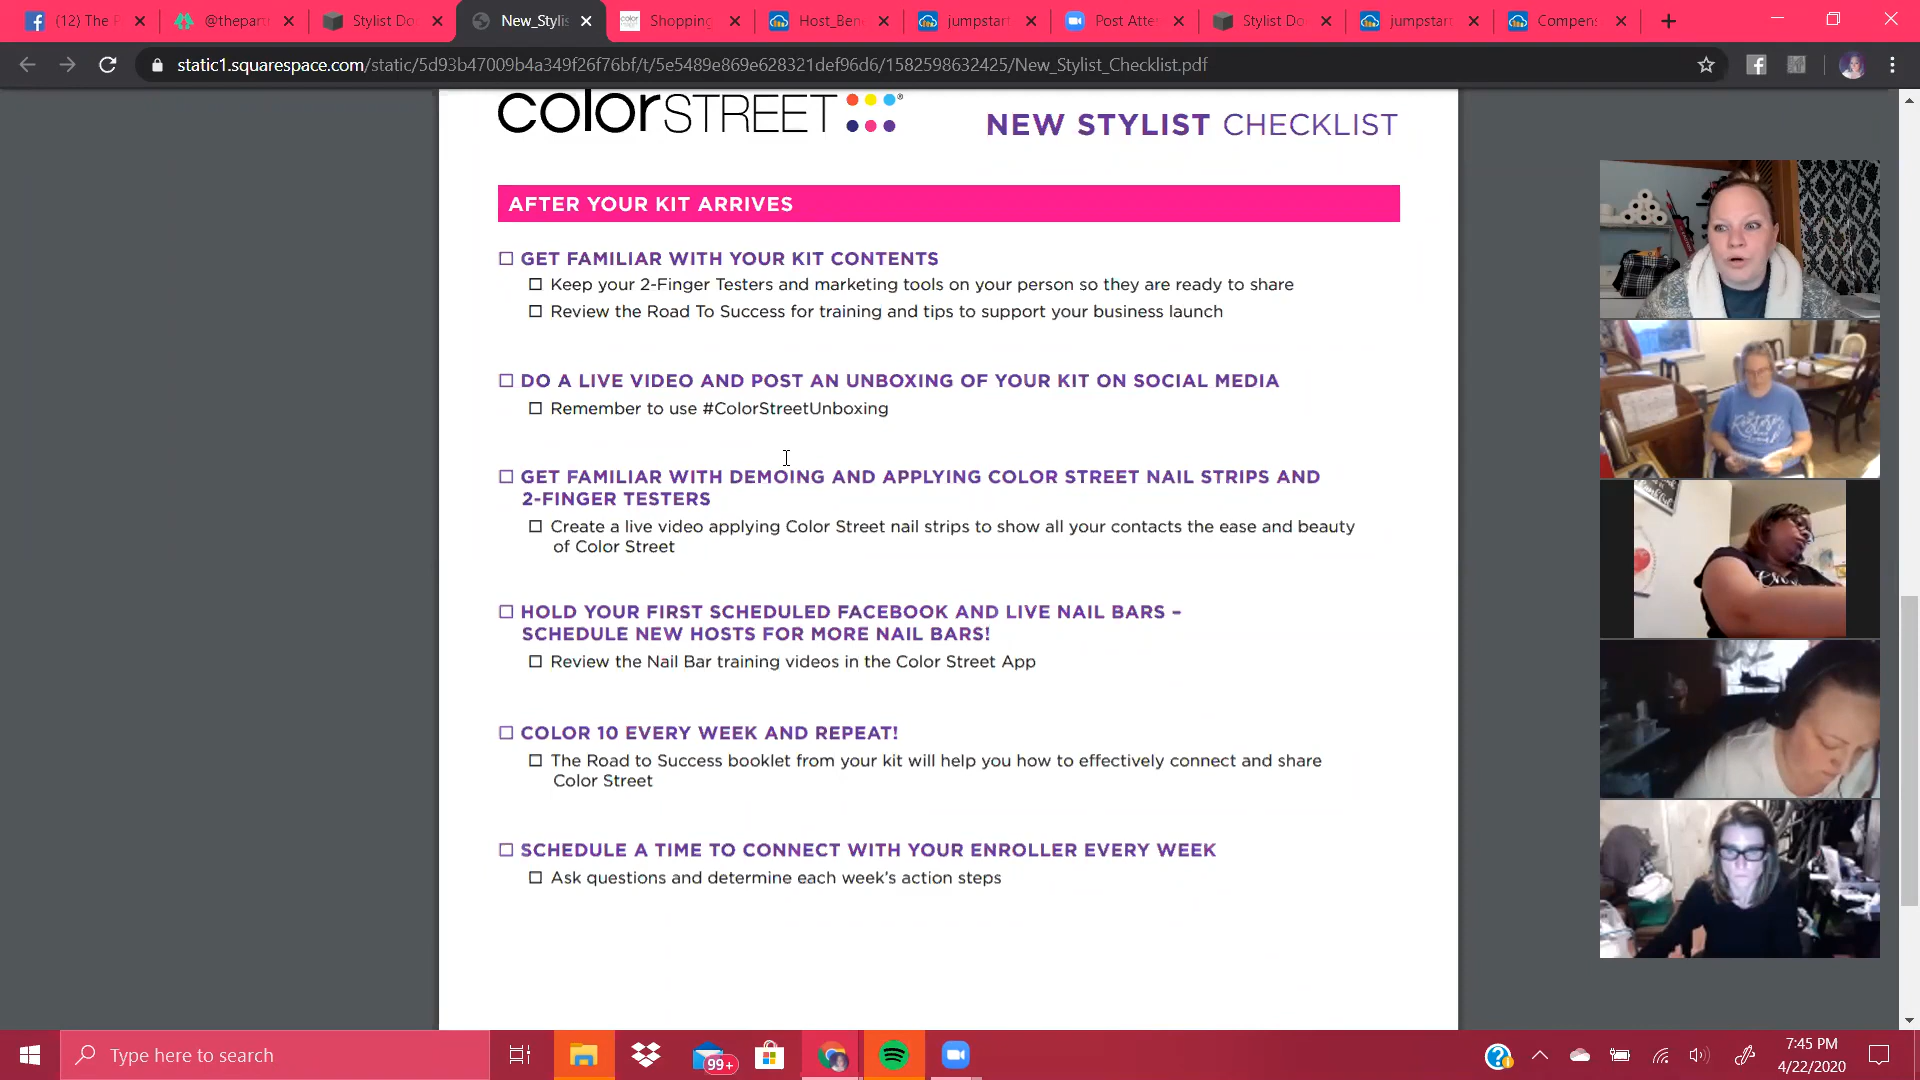 (12) The P
@thepart
Stylist Do
New_Stylis
Shopping
Host_Ben
jumpstart
Post Atte
Stylist Do
jumpstart
Compens
static1.squarespace.com/static/5d93b47009b4a349f26f76bf/t/5e5489e869e628321def96d6/1582598632425/New_Stylist_Checklist.pdf
colorSTREET®
NEW STYLIST CHECKLIST
AFTER YOUR KIT ARRIVES
GET FAMILIAR WITH YOUR KIT CONTENTS
Keep your 2-Finger Testers and marketing tools on your person so they are ready to share
Review the Road To Success for training and tips to support your business launch
DO A LIVE VIDEO AND POST AN UNBOXING OF YOUR KIT ON SOCIAL MEDIA
Remember to use #ColorStreetUnboxing
GET FAMILIAR WITH DEMOING AND APPLYING COLOR STREET NAIL STRIPS AND
2-FINGER TESTERS
Create a live video applying Color Street nail strips to show all your contacts the ease and beauty
of Color Street
HOLD YOUR FIRST SCHEDULED FACEBOOK AND LIVE NAIL BARS –
SCHEDULE NEW HOSTS FOR MORE NAIL BARS!
Review the Nail Bar training videos in the Color Street App
COLOR 10 EVERY WEEK AND REPEAT!
The Road to Success booklet from your kit will help you how to effectively connect and share
Color Street
SCHEDULE A TIME TO CONNECT WITH YOUR ENROLLER EVERY WEEK
Ask questions and determine each week's action steps
Type here to search
99+
7:45 PM
4/22/2020